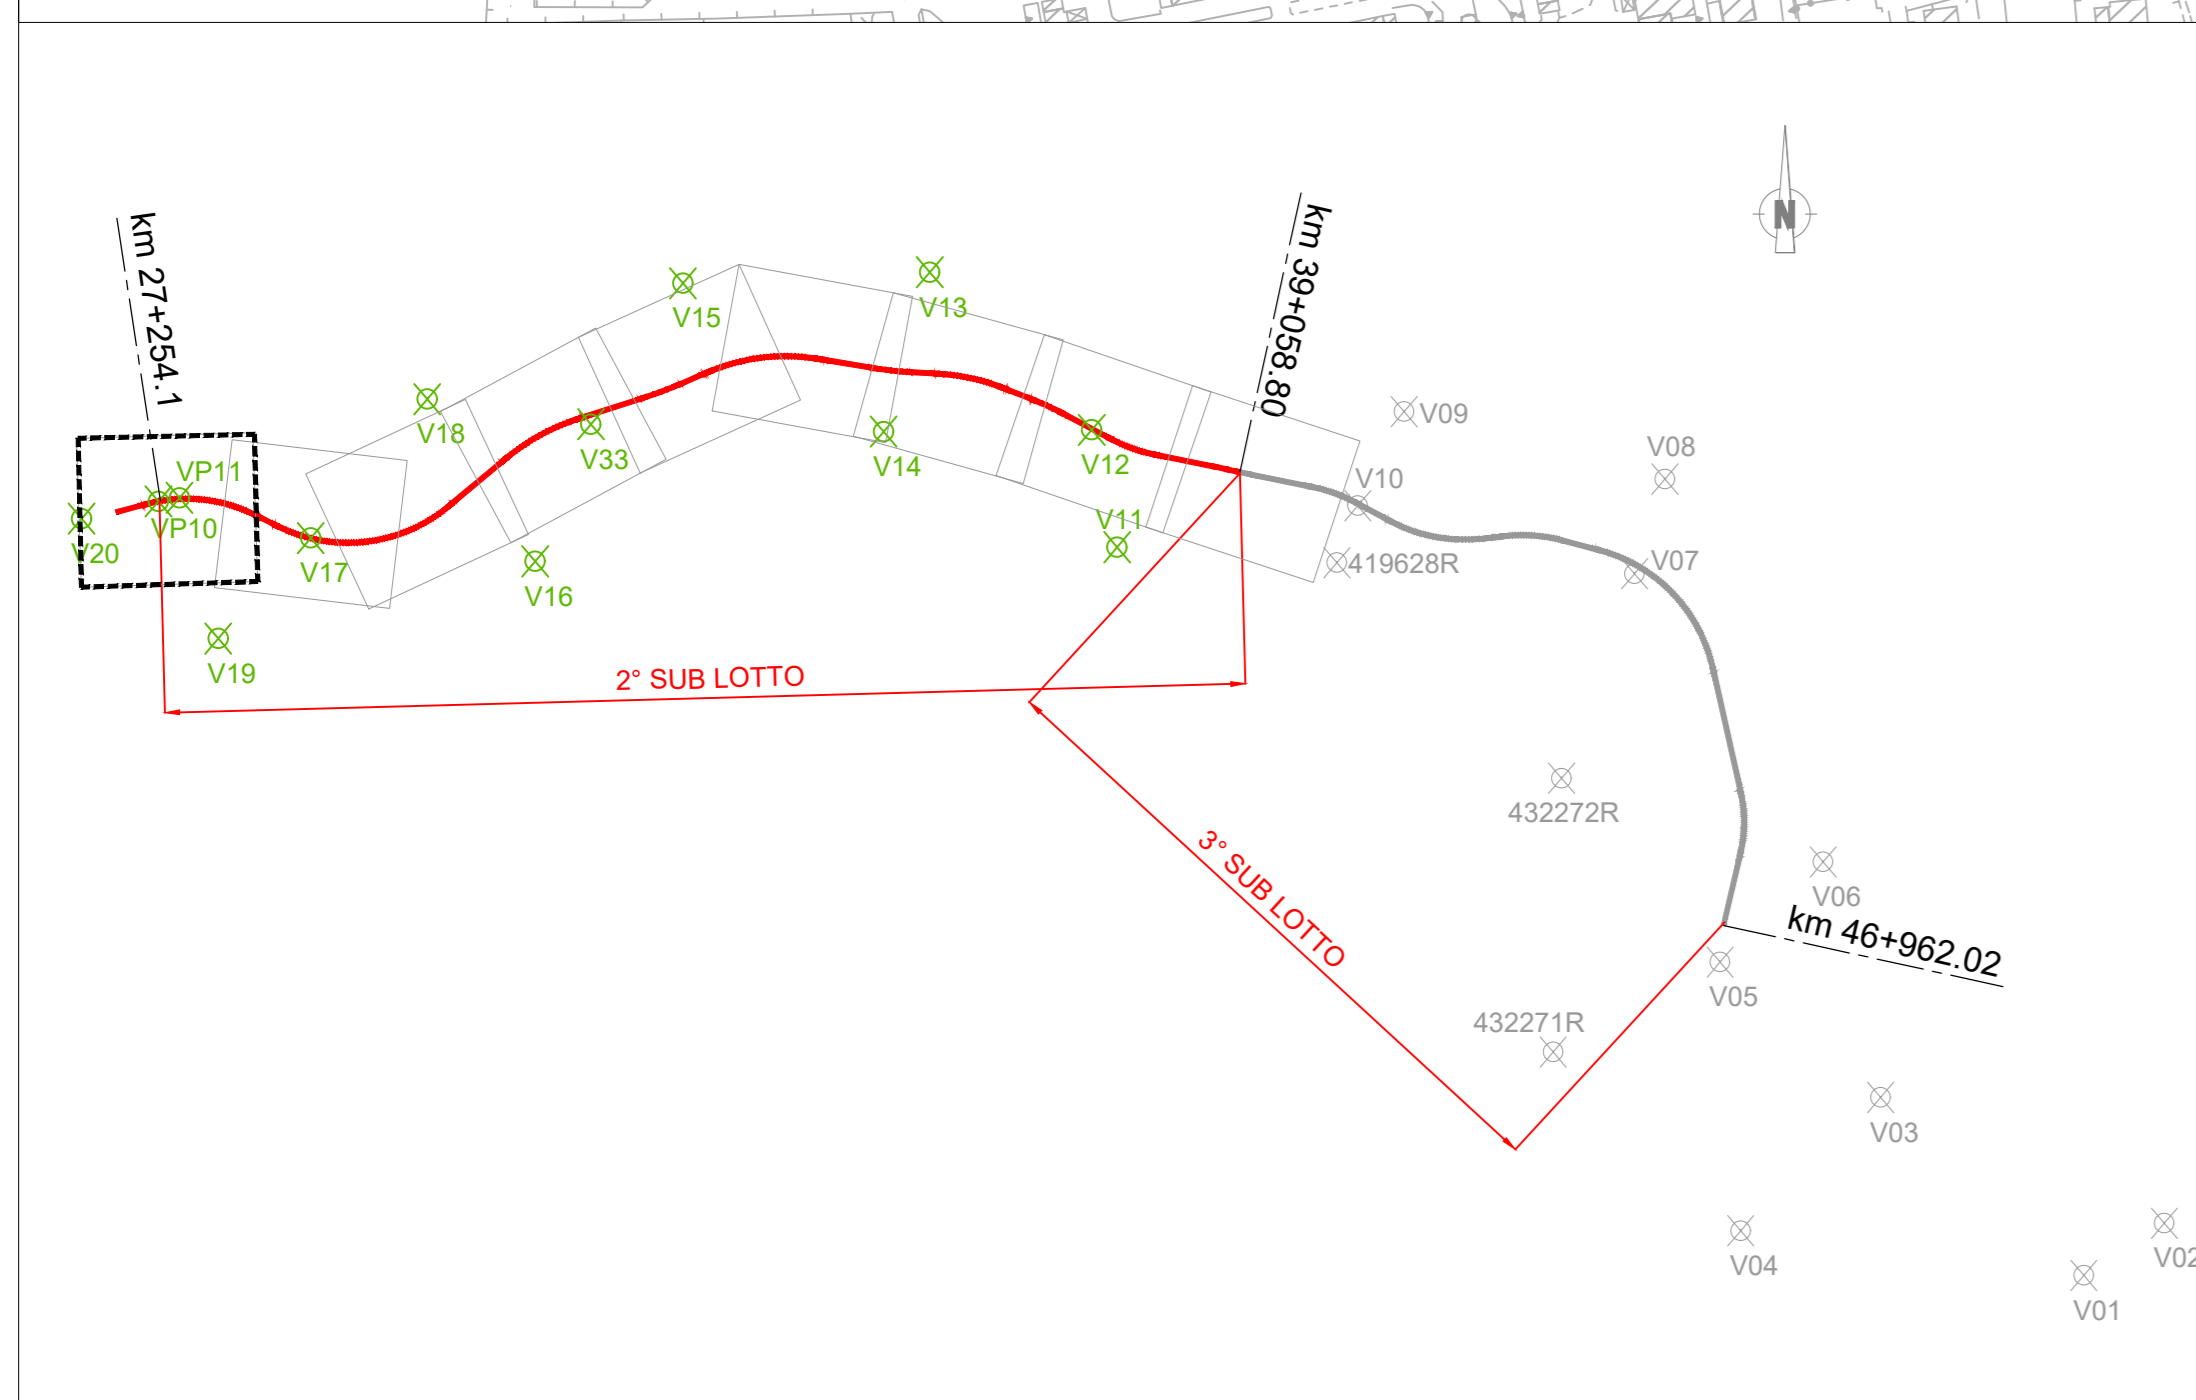 N
km 27+254.1
km 39+058.80
V15
V13
V18
V33
V14
V12
V09
V08
V10
VP11
VP10
V20
V17
V16
V11
419628R
V07
V19
2° SUB LOTTO
432272R
3° SUB LOTTO
V06
km 46+962.02
V05
432271R
V03
V04
V02
V01